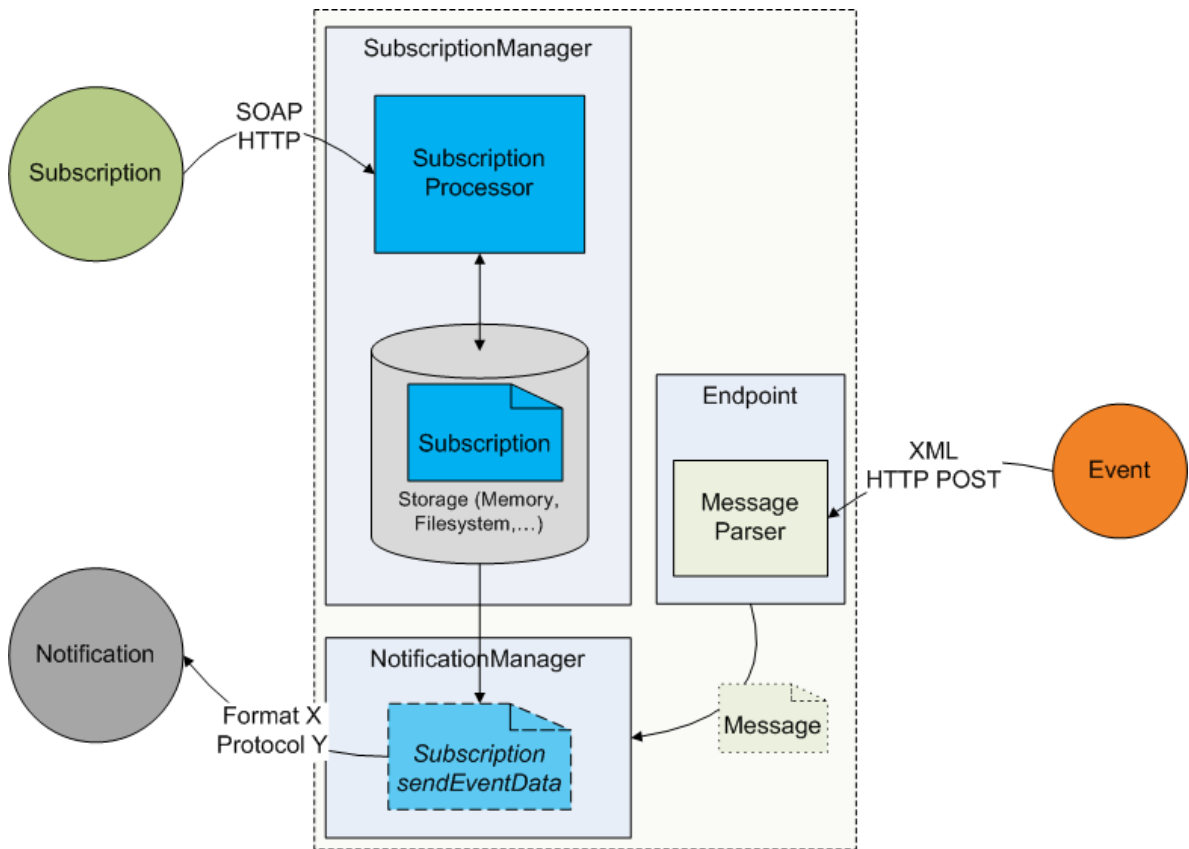 SubscriptionManager
SOAP
HTTP
Subscription
Subscription
Processor
Subscription
Storage (Memory,
Filesystem,...)
Endpoint
Message
Parser
XML
HTTP POST
Event
Notification
Format X
Protocol Y
NotificationManager
Subscription
sendEventData
Message